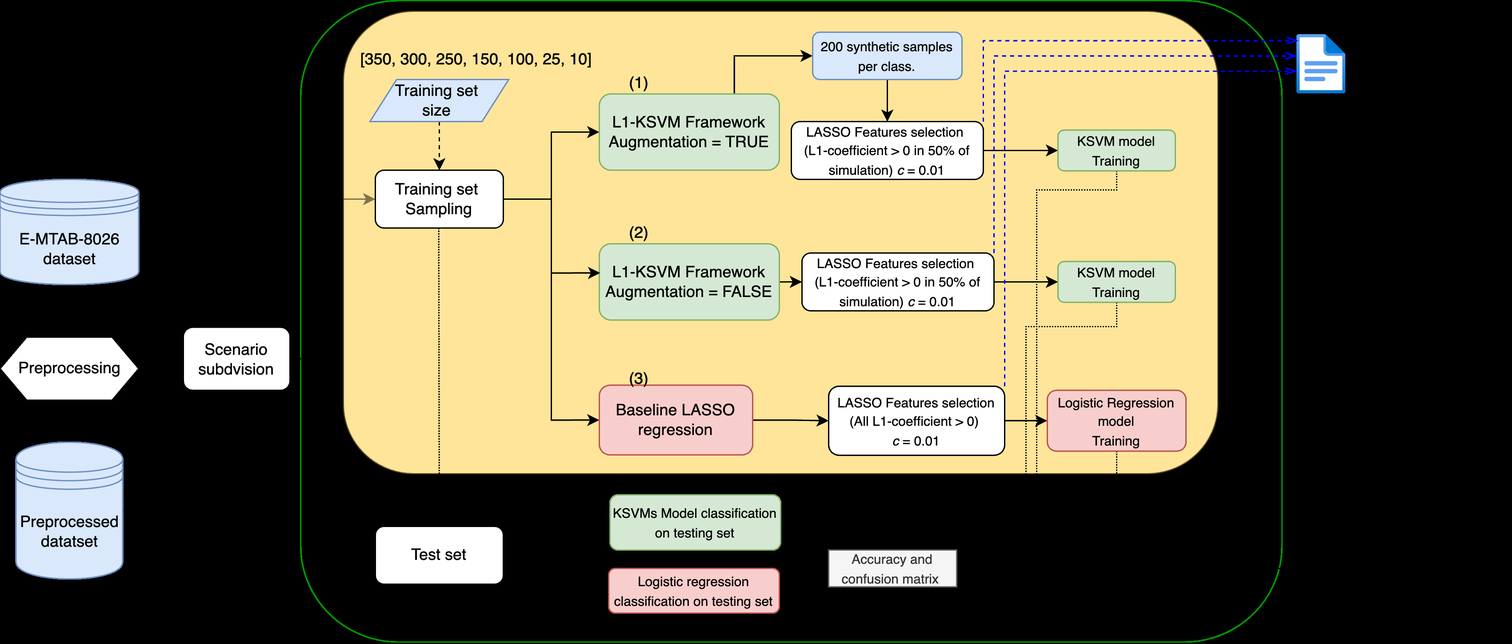 E-MTAB-8026
dataset
Preprocessing
Preprocessed
datatset
Scenario
subdvision
[350, 300, 250, 150, 100, 25, 10]
Training set
size
Training set
Sampling
(1)
L1-KSVM Framework
Augmentation = TRUE
200 synthetic samples
per class.
LASSO Features selection
(L1-coefficient > 0 in 50% of
simulation) c = 0.01
KSVM model
Training
(2)
L1-KSVM Framework
Augmentation = FALSE
LASSO Features selection
(L1-coefficient > 0 in 50% of
simulation) c = 0.01
KSVM model
Training
(3)
Baseline LASSO
regression
LASSO Features selection
(All L1-coefficient > 0)
c = 0.01
Logistic Regression
model
Training
Test set
KSVMs Model classification
on testing set
Logistic regression
classification on testing set
Accuracy and
confusion matrix